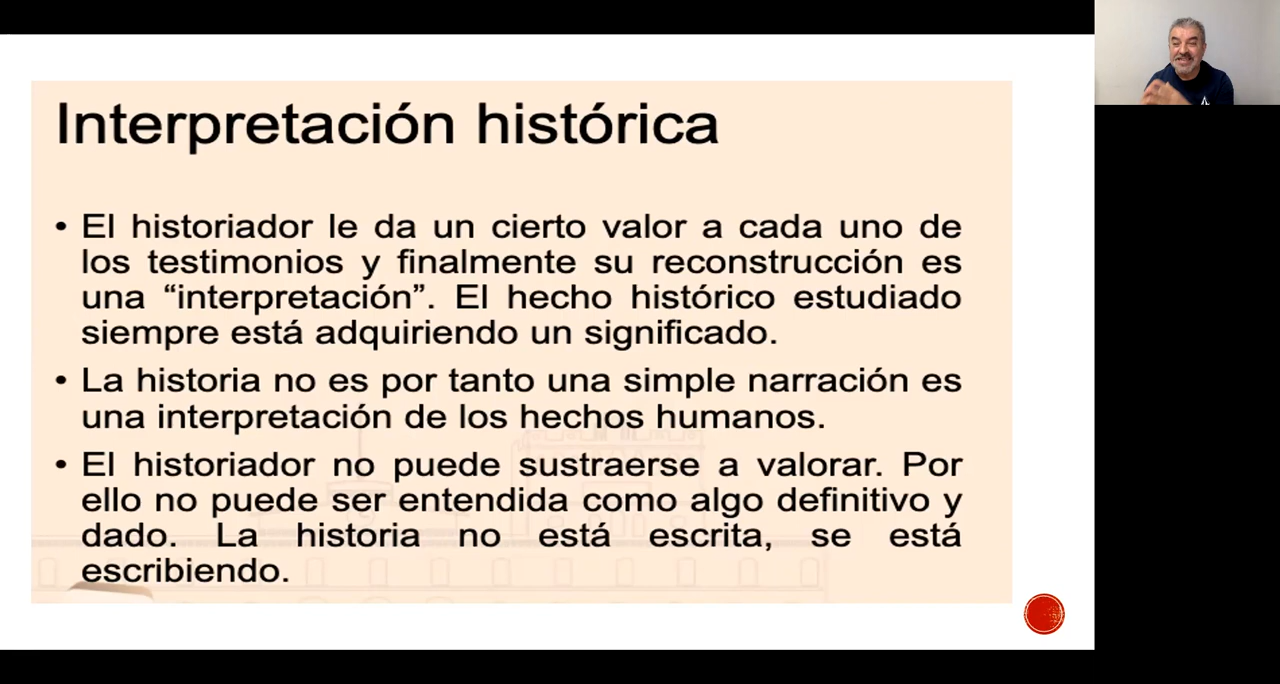 Interpretación histórica
• El historiador le da un cierto valor a cada uno de
los testimonios y finalmente su reconstrucción es
una “interpretación”. El hecho histórico estudiado
siempre está adquiriendo un significado.
• La historia no es por tanto una simple narración es
una interpretación de los hechos humanos.
• El historiador no puede sustraerse a valorar. Por
ello no puede ser entendida como algo definitivo y
dado. La historia no está escrita, se está
escribiendo.